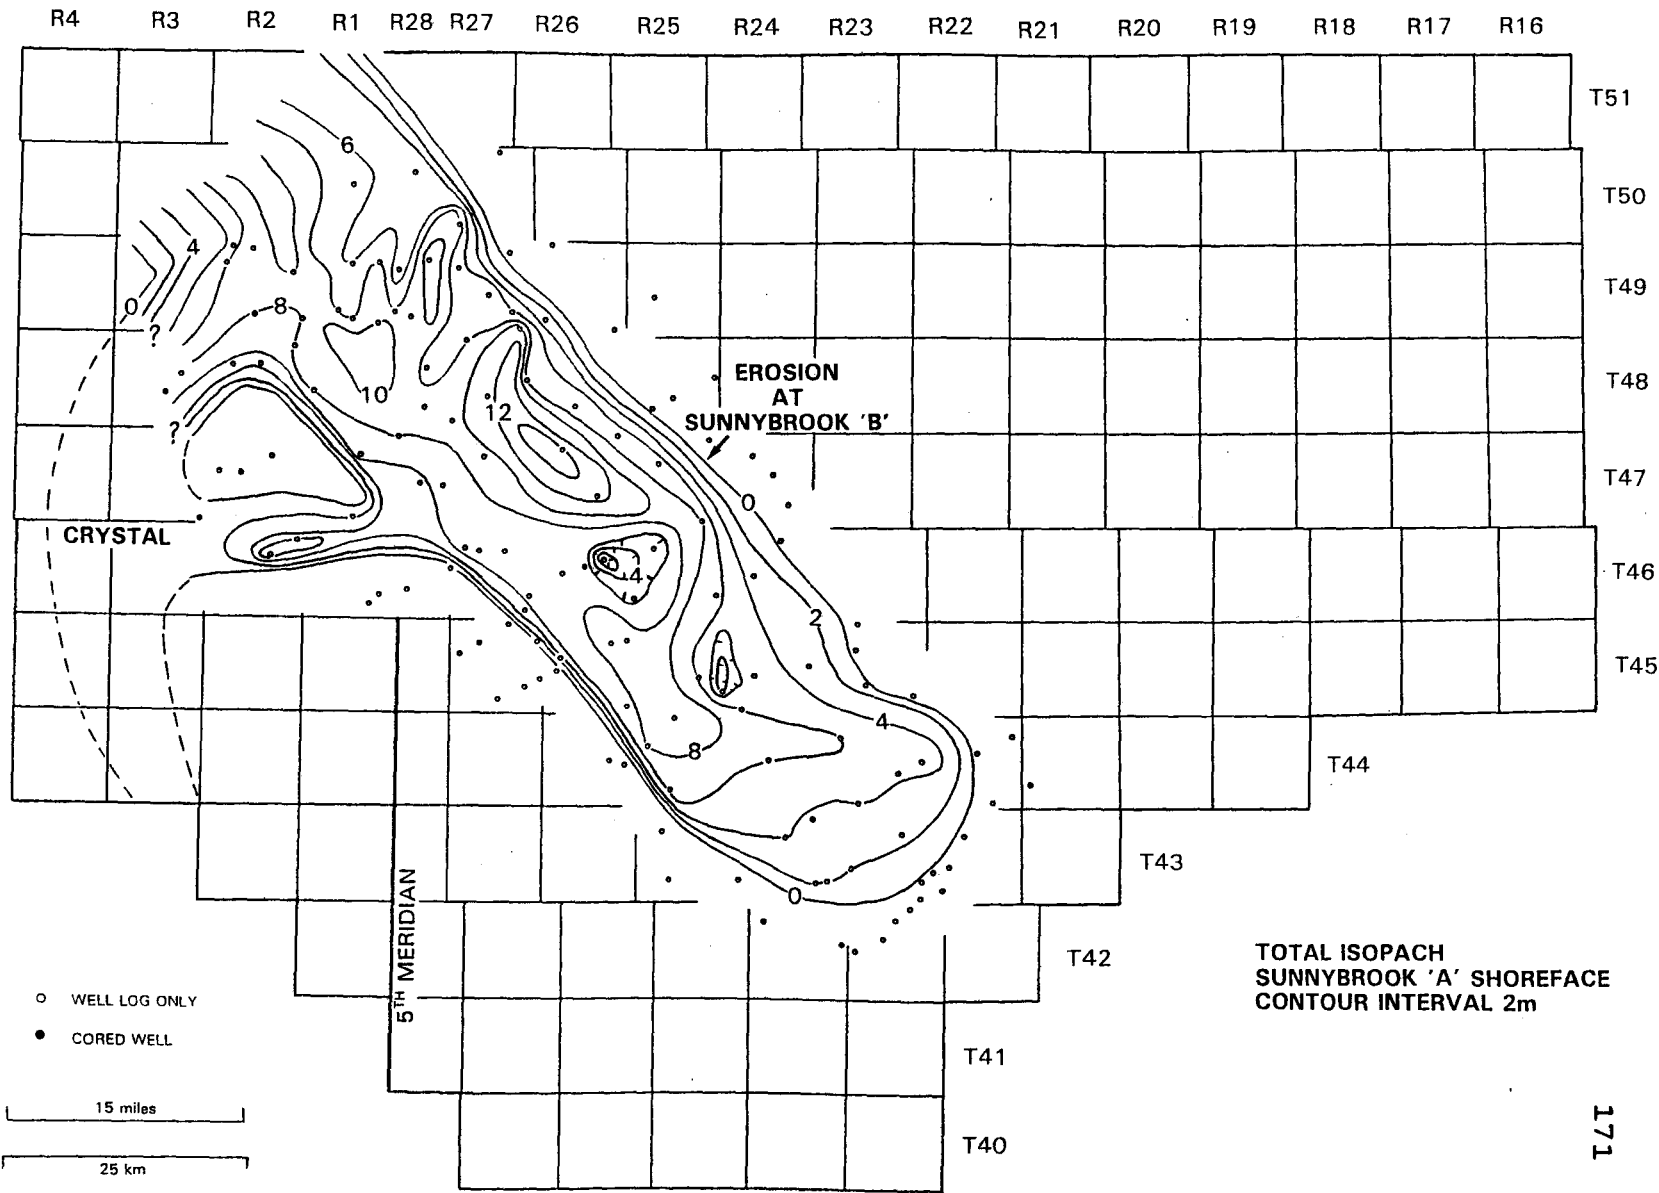 R4 R3 R2 R1 R28 R27 R26 R25 R24 R23 R22 R21 R20 R19 R18 R17 R16
T51
6
T50
4
T49
0
8
?
EROSION
AT
SUNNYBROOK 'B'
T48
10
12
?
T47
0
CRYSTAL
4
T46
2
T45
4
8
T44
T43
0
5TH MERIDIAN
T42
TOTAL ISOPACH
SUNNYBROOK 'A' SHOREFACE
CONTOUR INTERVAL 2m
WELL LOG ONLY
CORED WELL
T41
15 miles
T40
25 km
171